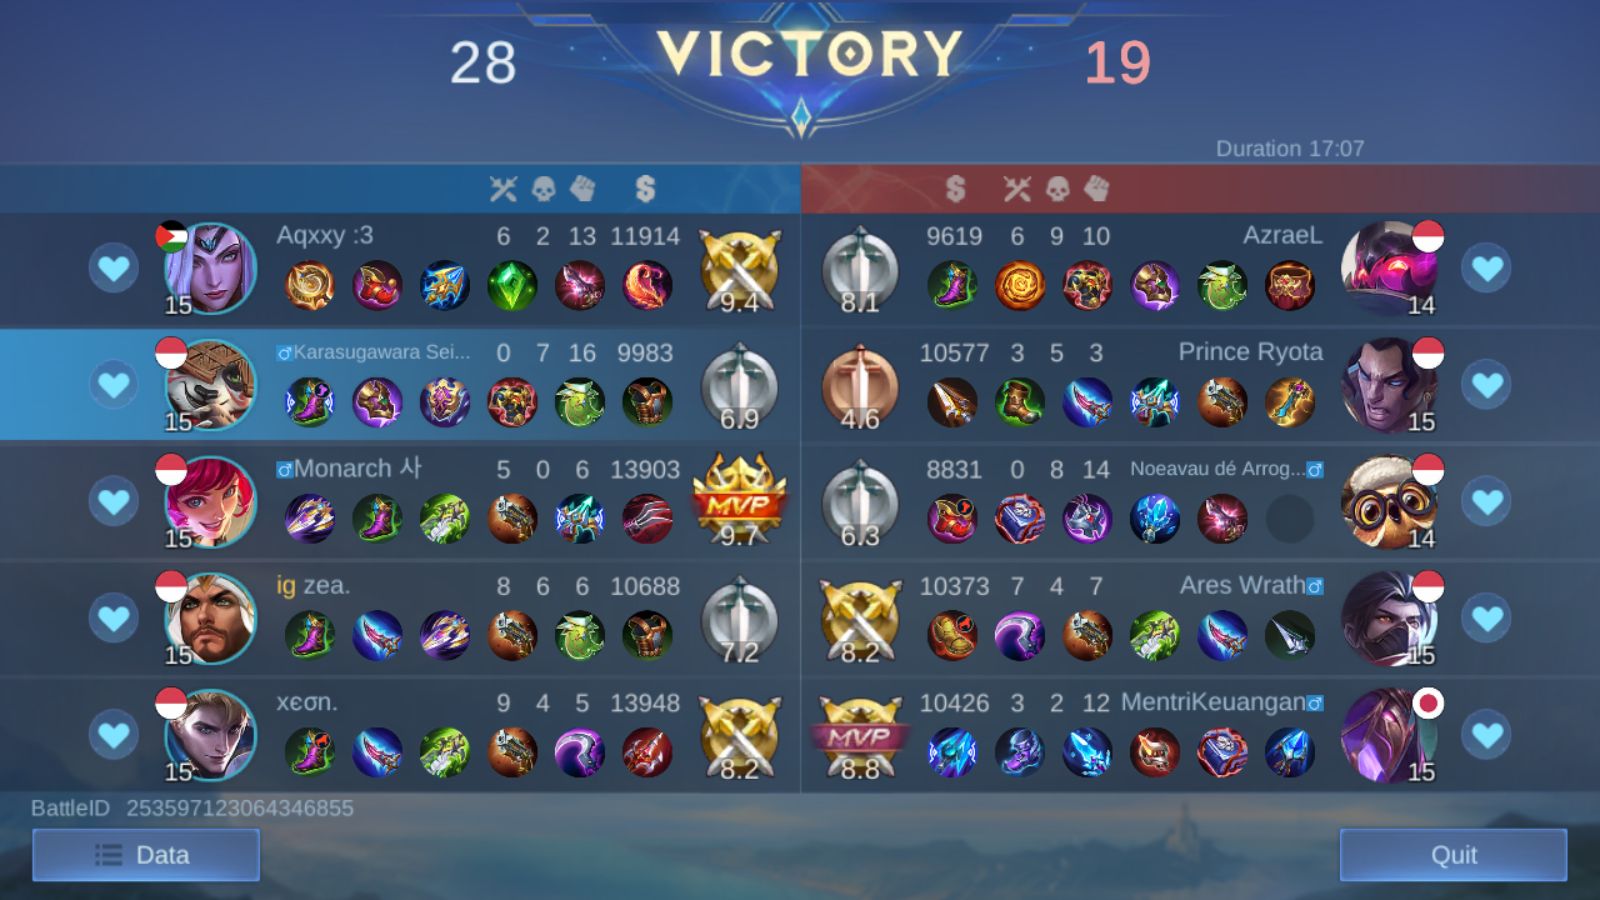 28 VICTORY 19
Duration 17:07
Aqxxy :3 6 2 13 11914 9.4 15
8.1 9619 6 9 10 AzraeL 14
Karasugawara Sei... 0 7 16 9983 6.9 15
4.6 10577 3 5 3 Prince Ryota 15
Monarch 사 5 0 6 13903 MVP 9.7 15
6.3 8831 0 8 14 Noeavau dé Arrog... 14
ig zea. 8 6 6 10688 7.2 15
8.2 10373 7 4 7 Ares Wrath 15
xєσn. 9 4 5 13948 8.2 15
MVP 8.8 10426 3 2 12 MentriKeuangan 15
BattleID 253597123064346855
Data
Quit